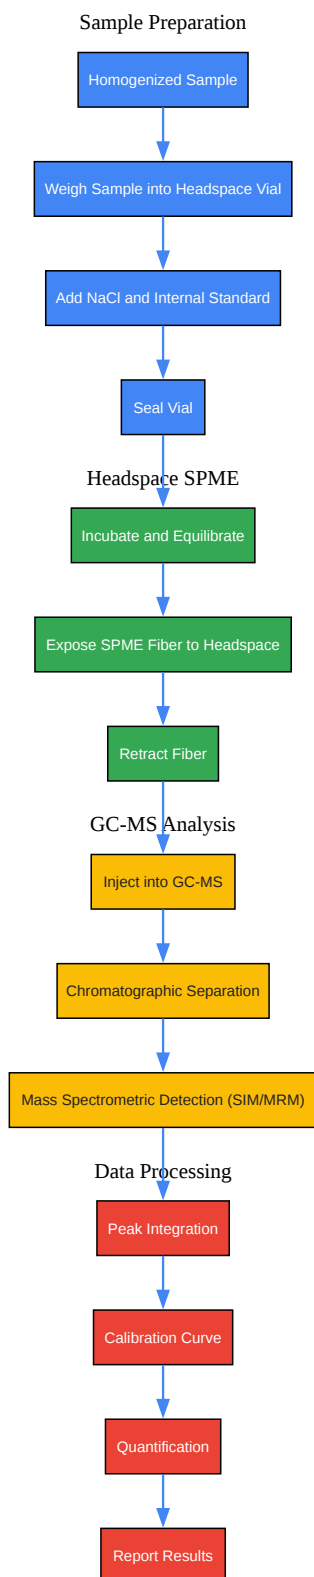 Sample Preparation
Homogenized Sample
Weigh Sample into Headspace Vial
Add NaCl and Internal Standard
Seal Vial
Headspace SPME
Incubate and Equilibrate
Expose SPME Fiber to Headspace
Retract Fiber
GC-MS Analysis
Inject into GC-MS
Chromatographic Separation
Mass Spectrometric Detection (SIM/MRM)
Data Processing
Peak Integration
Calibration Curve
Quantification
Report Results